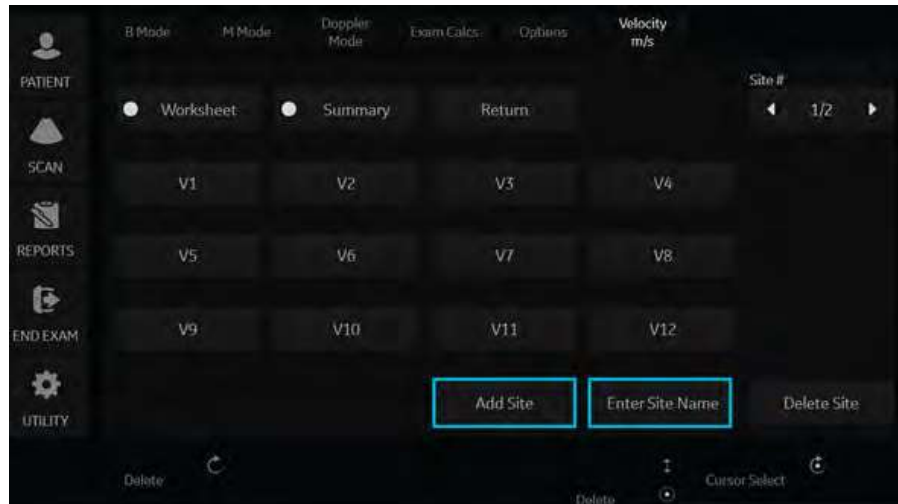 B Mode M Mode Doppler Mode Exam Calcs Options Velocity m/s
PATIENT
Site #
Worksheet Summary Return 1/2
SCAN
V1 V2 V3 V4
REPORTS
V5 V6 V7 V8
END EXAM
V9 V10 V11 V12
UTILITY
Add Site Enter Site Name Delete Site
Delete Delete Cursor Select